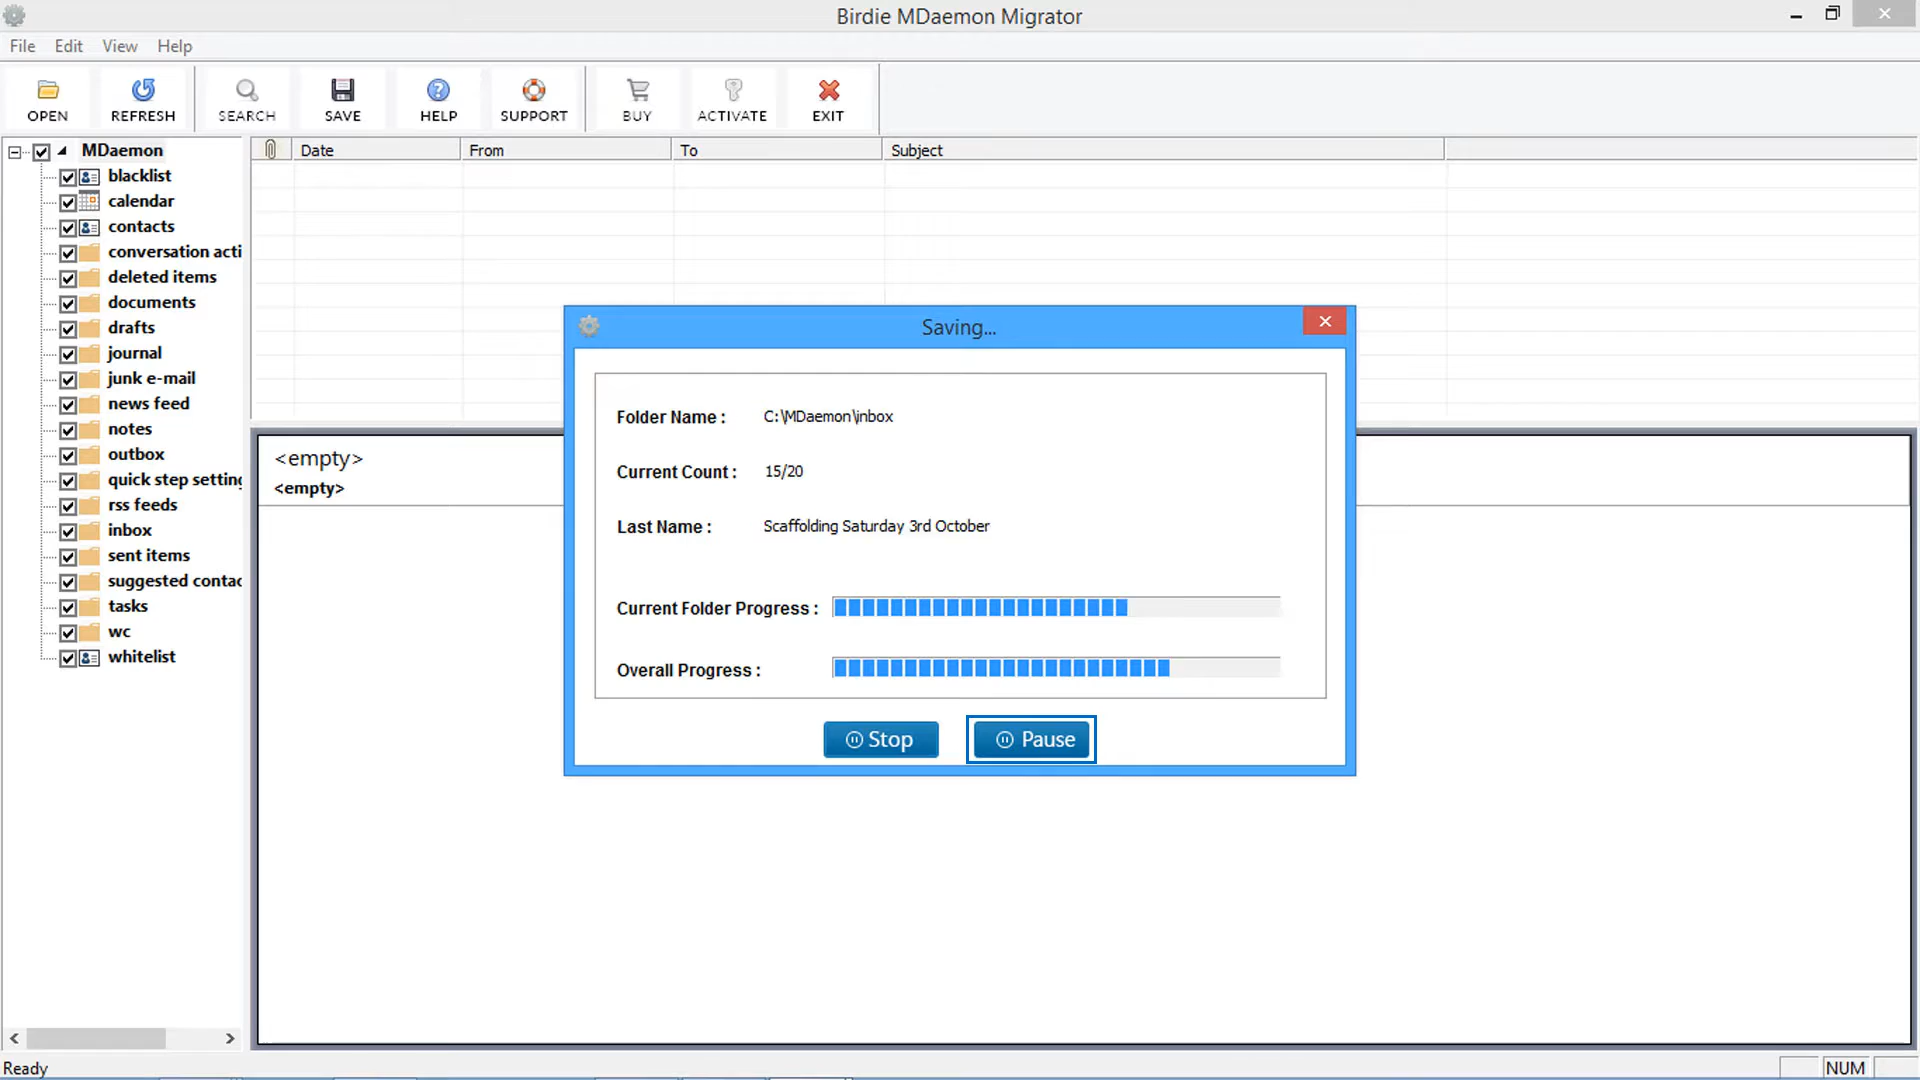 Birdie MDaemon Migrator
File Edit View Help
OPEN REFRESH SEARCH SAVE HELP SUPPORT BUY ACTIVATE EXIT
MDaemon
blacklist
calendar
contacts
conversation acti
deleted items
documents
drafts
journal
junk e-mail
news feed
notes
outbox
quick step setting
rss feeds
inbox
sent items
suggested contac
tasks
wc
whitelist
Date From To Subject
<empty>
<empty>
Saving...
Folder Name : C:\MDaemon\inbox
Current Count : 15/20
Last Name : Scaffolding Saturday 3rd October
Current Folder Progress :
Overall Progress :
Stop Pause
Ready NUM